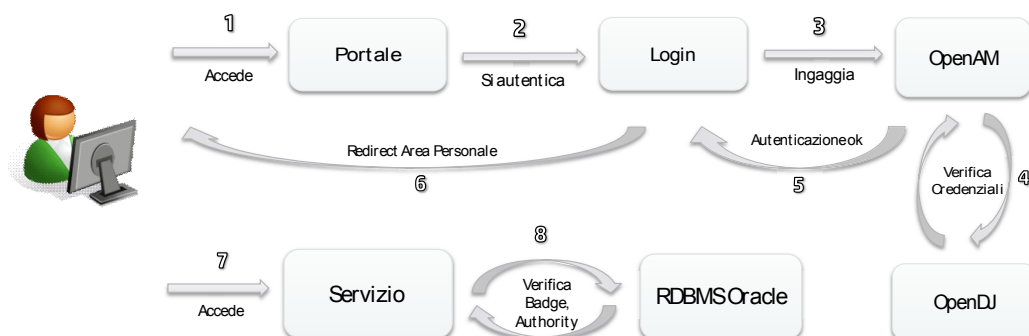 1
2
3
Portale
Login
OpenAM
Accede
Si autentica
Ingaggia
Redirect Area Personale
Autenticazione ok
6
5
Verifica
Credenziali
4
7
8
Servizio
Verifica
Badge,
Authority
RDBMS Oracle
OpenDJ
Accede